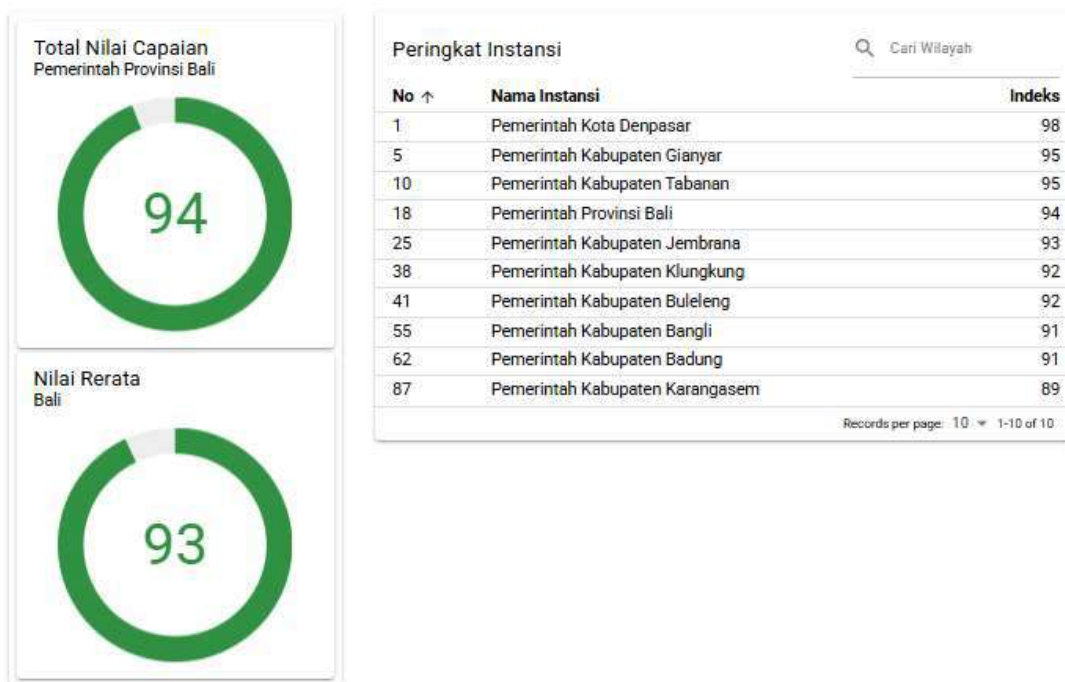 Total Nilai Capaian
Pemerintah Provinsi Bali
94
Nilai Rerata
Bali
93
Peringkat Instansi
Cari Wilayah
No ↑ Nama Instansi Indeks
1 Pemerintah Kota Denpasar 98
5 Pemerintah Kabupaten Gianyar 95
10 Pemerintah Kabupaten Tabanan 95
18 Pemerintah Provinsi Bali 94
25 Pemerintah Kabupaten Jembrana 93
38 Pemerintah Kabupaten Klungkung 92
41 Pemerintah Kabupaten Buleleng 92
55 Pemerintah Kabupaten Bangli 91
62 Pemerintah Kabupaten Badung 91
87 Pemerintah Kabupaten Karangasem 89
Records per page: 10 1-10 of 10